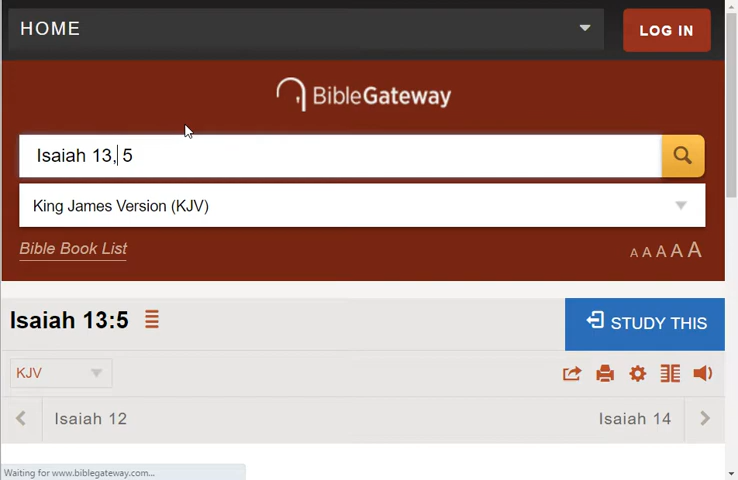 HOME
LOG IN
BibleGateway
Isaiah 13, 5
King James Version (KJV)
Bible Book List
A A A A A
Isaiah 13:5
STUDY THIS
KJV
Isaiah 12
Isaiah 14
Waiting for www.biblegateway.com...